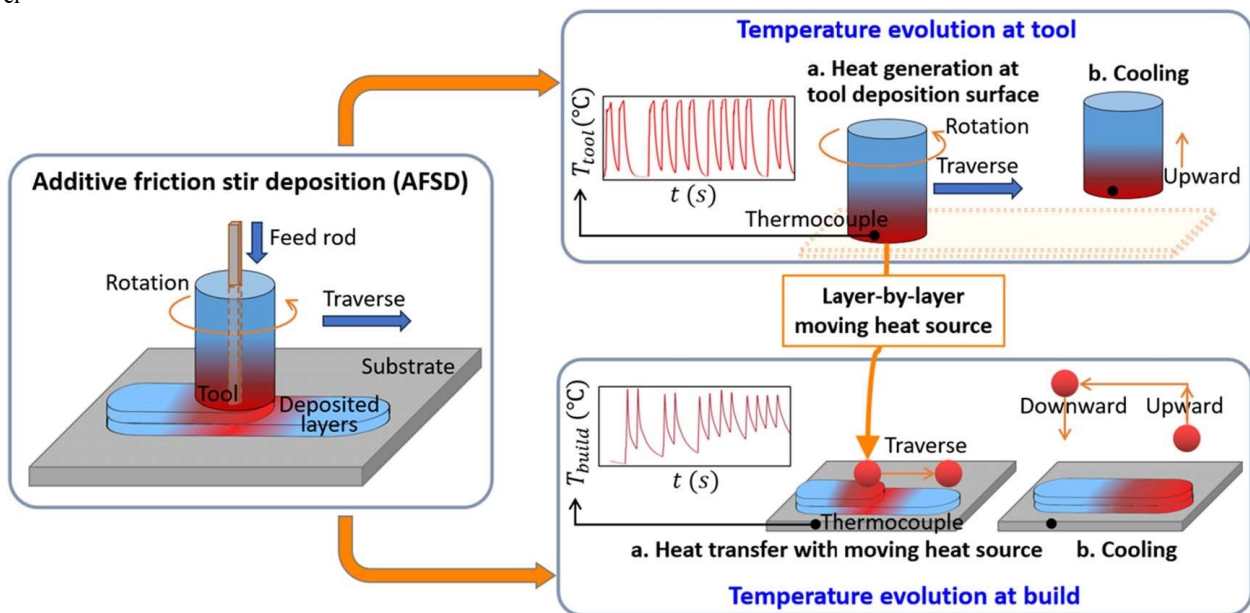 er
Additive friction stir deposition (AFSD)
Feed rod
Rotation
Traverse
Substrate
Tool
Deposited
layers
Temperature evolution at tool
a. Heat generation at
tool deposition surface
b. Cooling
T_tool (°C)
t (s)
Rotation
Traverse
Upward
Thermocouple
Layer-by-layer
moving heat source
T_build (°C)
t (s)
Traverse
Downward
Upward
Thermocouple
a. Heat transfer with moving heat source
b. Cooling
Temperature evolution at build